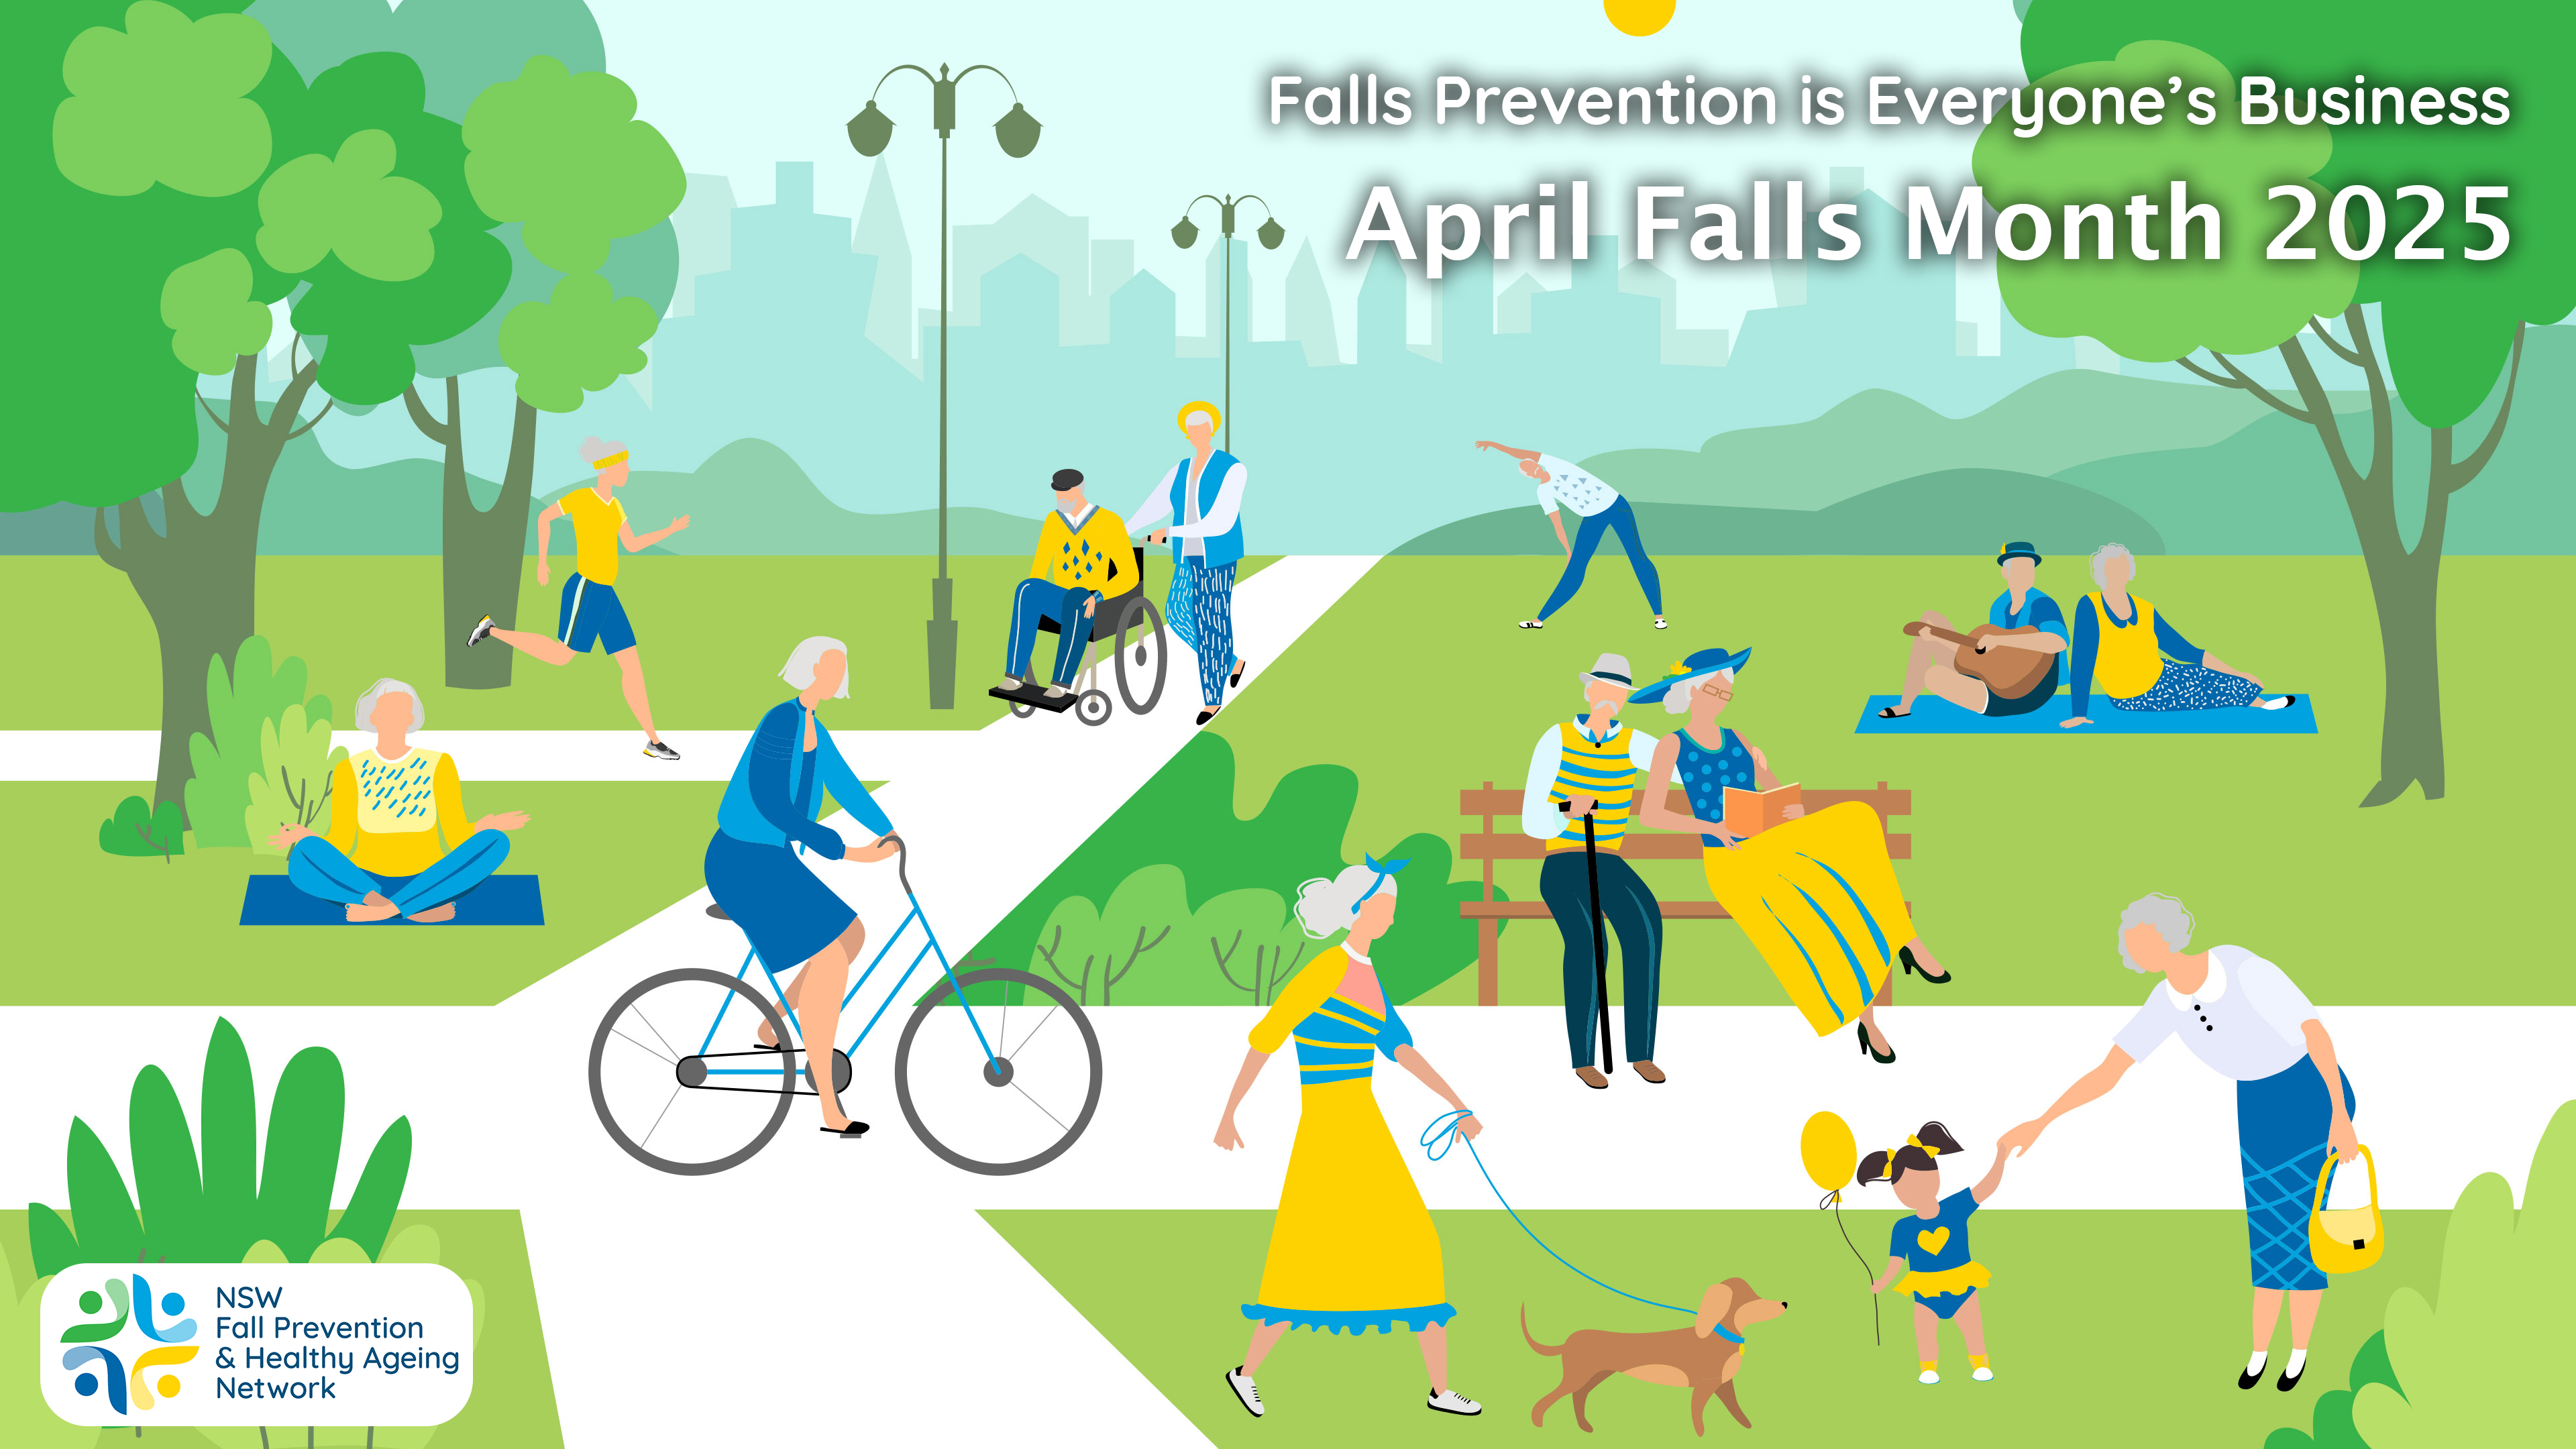 Falls Prevention is Everyone’s Business
April Falls Month 2025
NSW
Fall Prevention
& Healthy Ageing
Network